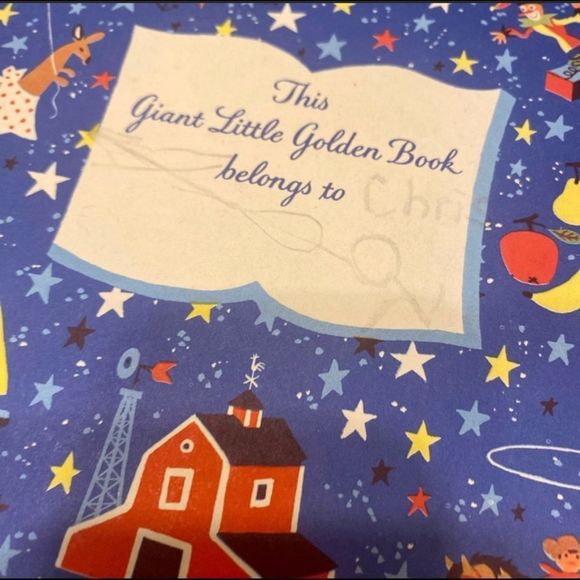 This
Giant Little Golden Book
belongs to Chris